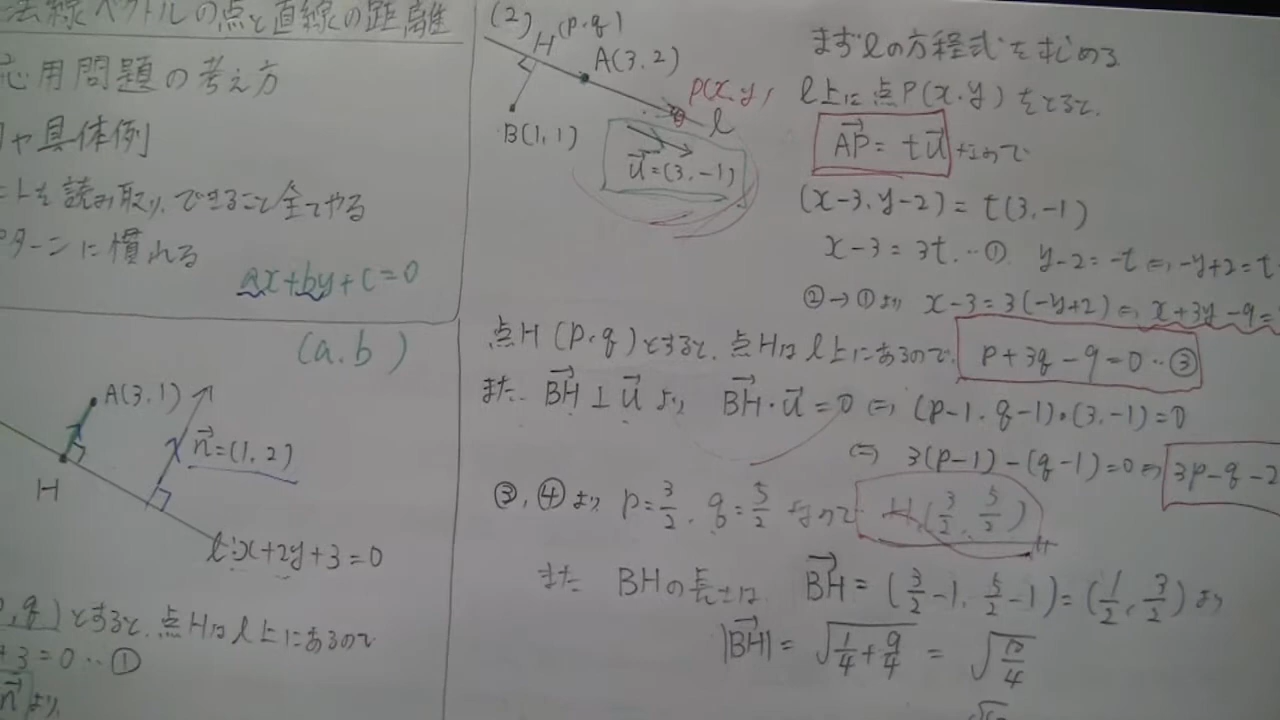 法線ベクトルの点と直線の距離
応用問題の考え方
や具体例
トを読み取り、できること全てやる
ターンに慣れる
ax+by+c=0
(a.b)
A(3,1)
n→=(1,2)
H
l:x+2y+3=0
,q)とすると、点Hはl上にあるので
+3=0‥①
n→より
(2)
H(p.q)
A(3.2)
P(x.y)
B(1,1)
l
u→=(3,-1)
まずlの方程式をもとめる
l上に点P(x.y)をとると、
AP→=tu→なので
(x-3.y-2)=t(3.-1)
x-3=3t‥① y-2=-t⇔-y+2=t
②→①より x-3=3(-y+2)⇔x+3y-9=
点H(p.q)とすると、点Hはl上にあるので p+3q-9=0‥③
また BH→⊥u→より BH→・u→=0⇔(p-1.q-1)・(3.-1)=0
⇔3(p-1)-(q-1)=0⇔3p-q-2
③,④より p=3/2、q=5/2 なので H(3/2,5/2)
また BHの長さは BH→=(3/2-1,5/2-1)=(1/2,3/2)より
|BH→|=√(1/4+9/4)=√(10/4)